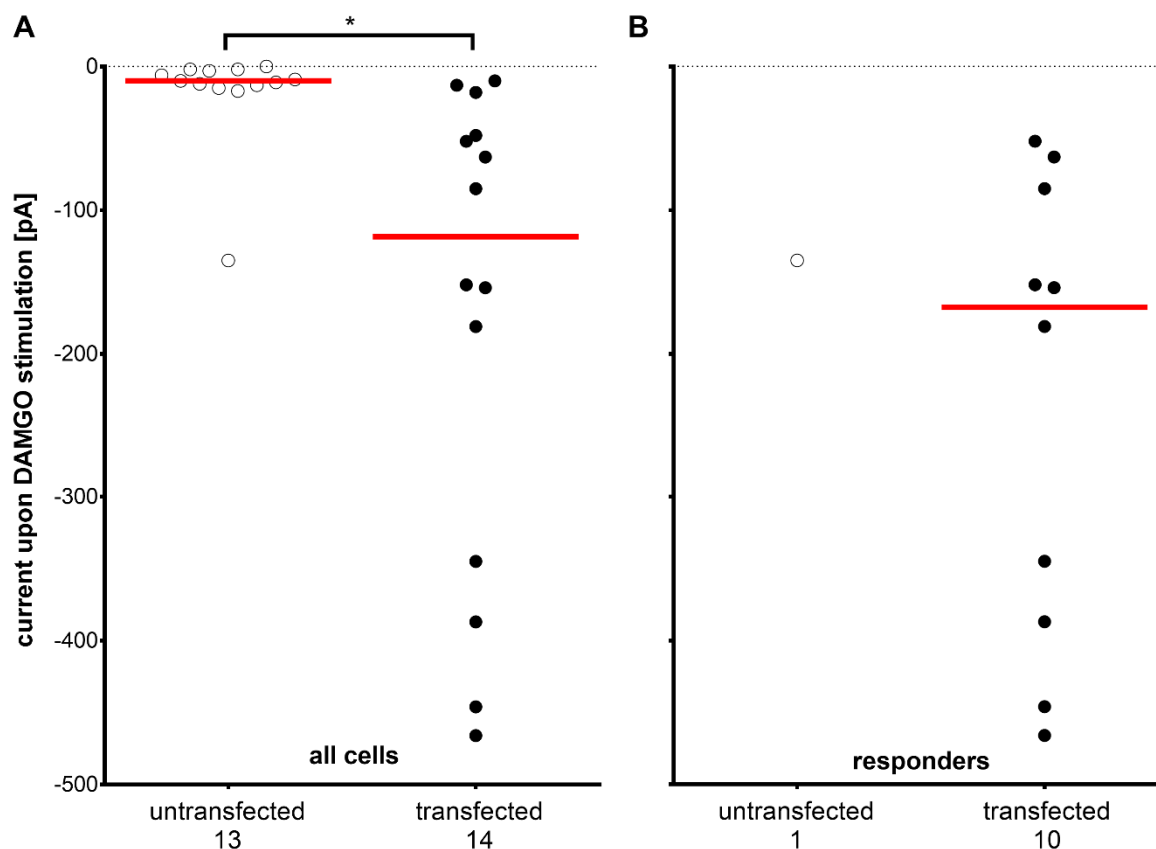 A
B
*
current upon DAMGO stimulation [pA]
0
-100
-200
-300
-400
-500
all cells
responders
untransfected
13
transfected
14
untransfected
1
transfected
10